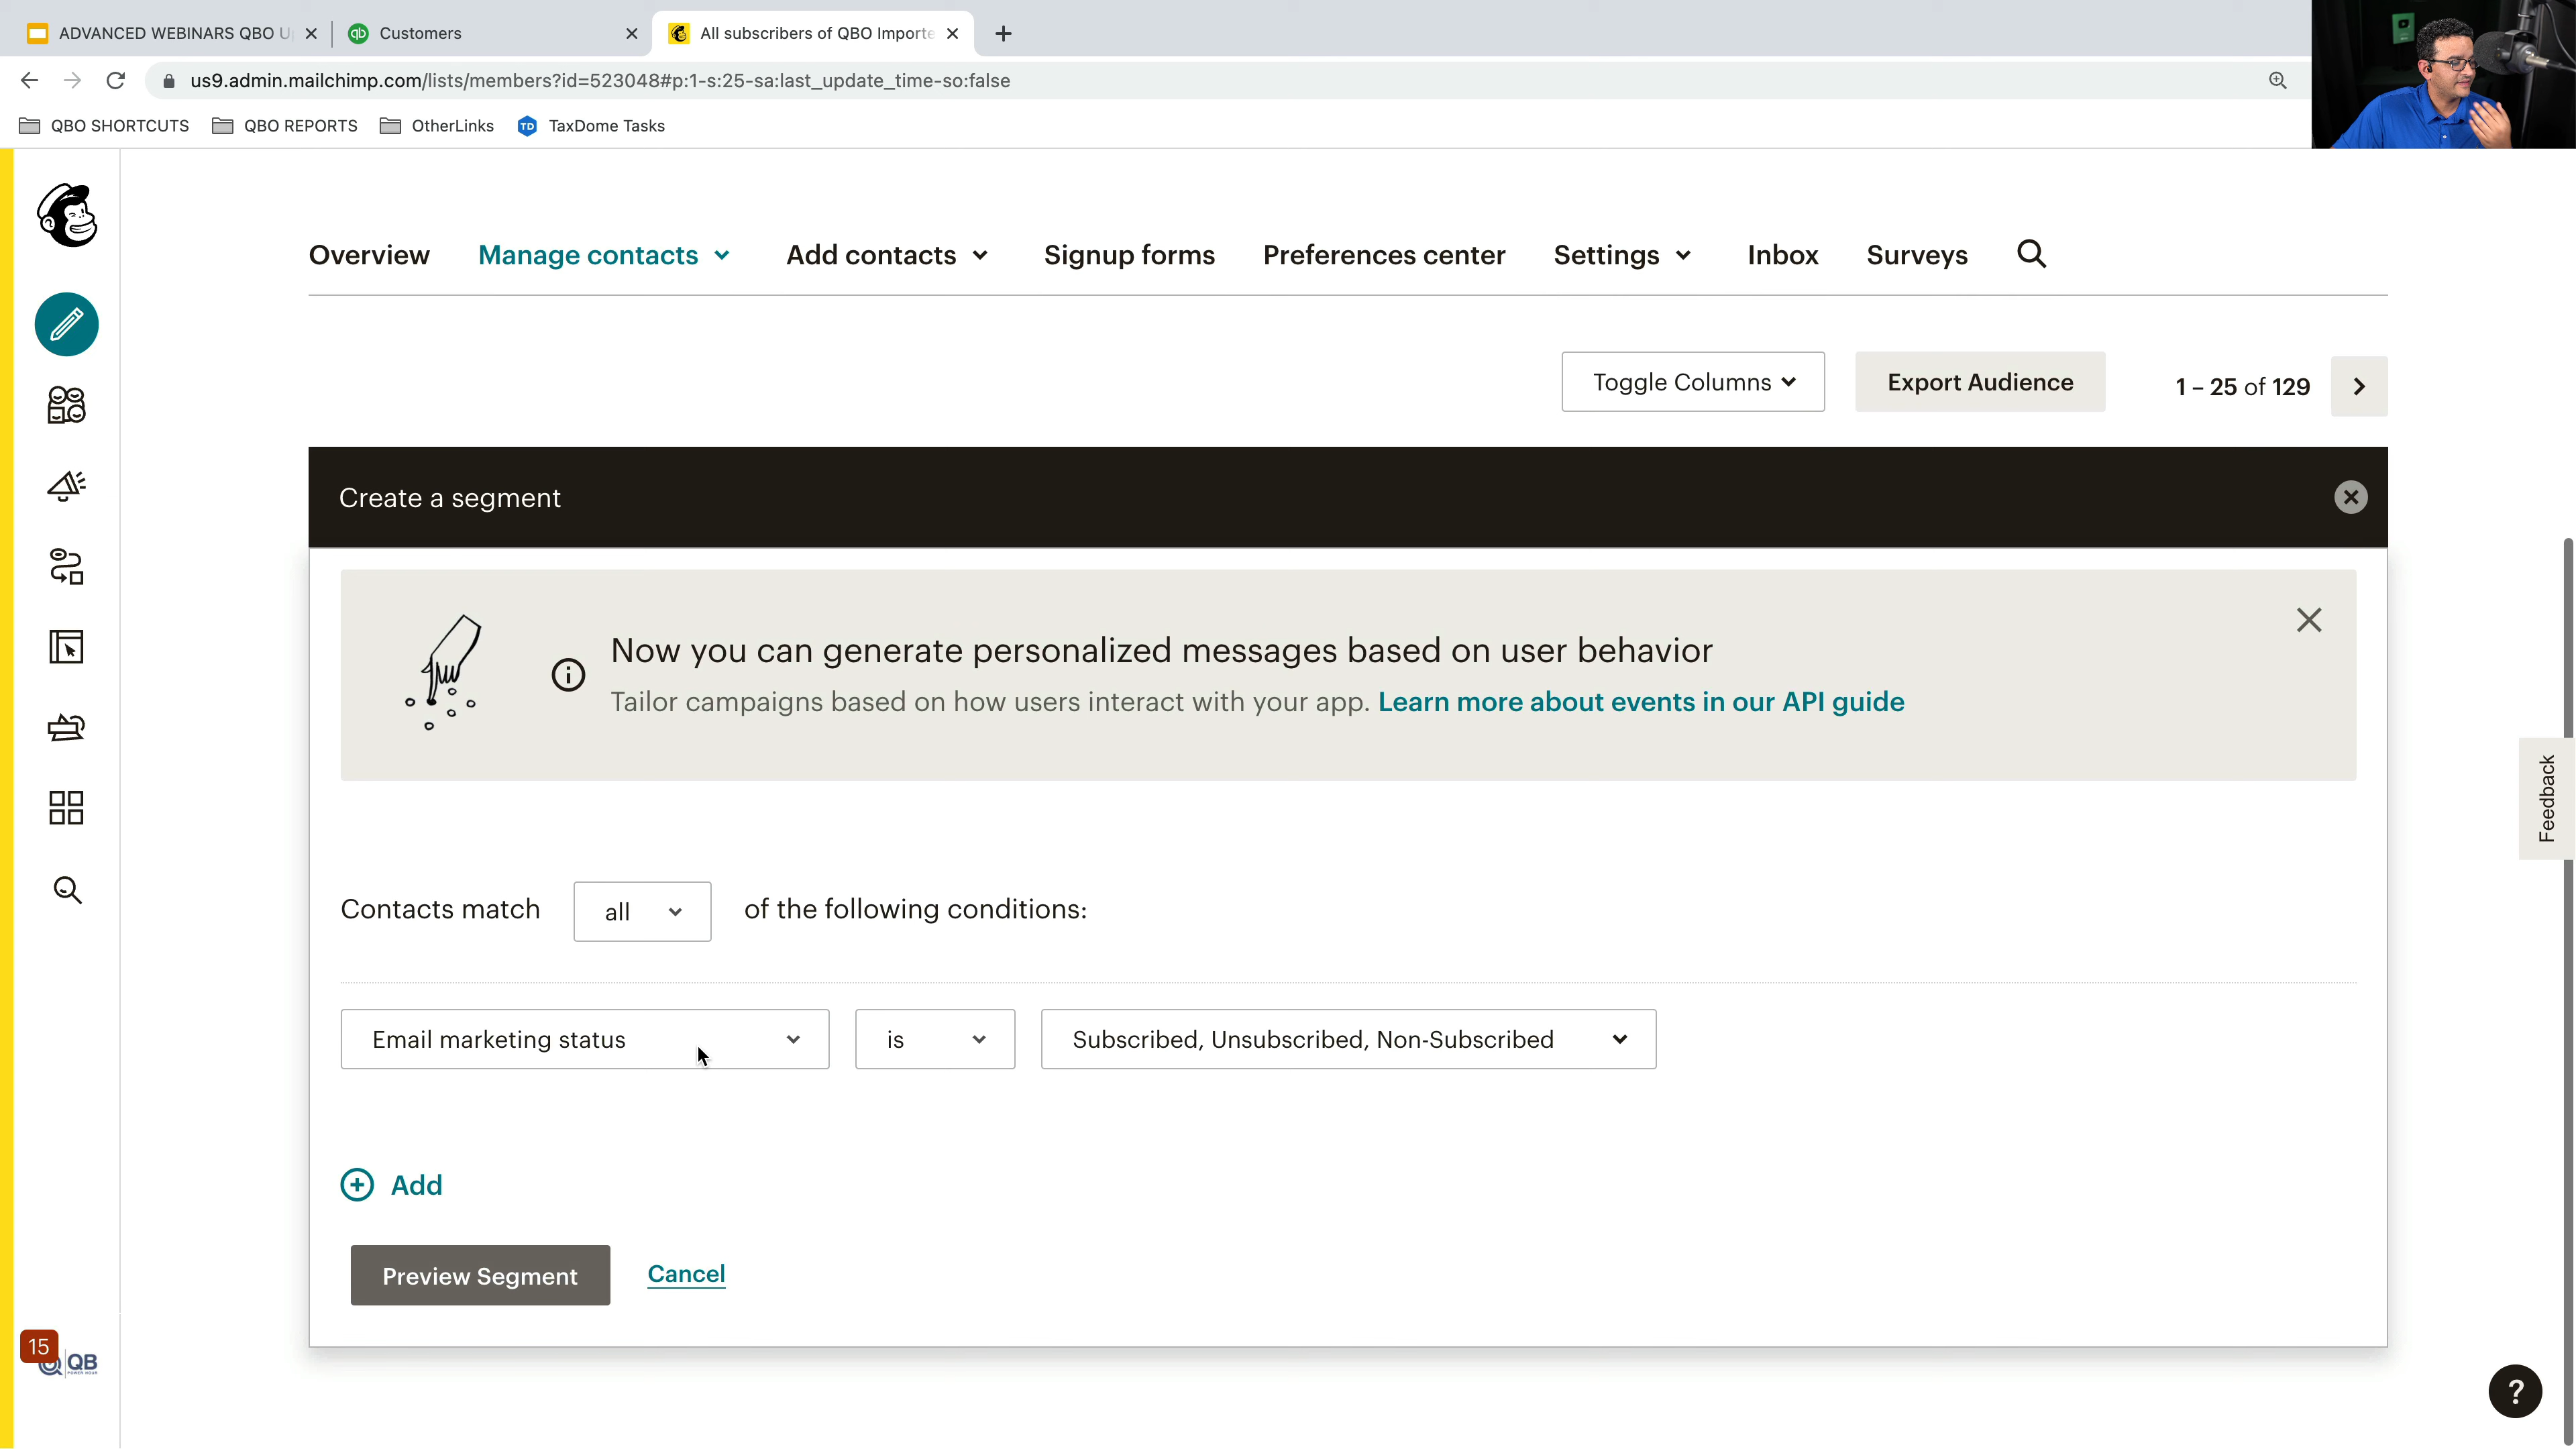 ADVANCED WEBINARS QBO U
Customers
All subscribers of QBO Importe
us9.admin.mailchimp.com/lists/members?id=523048#p:1-s:25-sa:last_update_time-so:false
QBO SHORTCUTS
QBO REPORTS
OtherLinks
TD
TaxDome Tasks
Overview
Manage contacts
Add contacts
Signup forms
Preferences center
Settings
Inbox
Surveys
Toggle Columns
Export Audience
1 – 25 of 129
Create a segment
Now you can generate personalized messages based on user behavior
Tailor campaigns based on how users interact with your app. Learn more about events in our API guide
Feedback
Contacts match all of the following conditions:
Email marketing status
is
Subscribed, Unsubscribed, Non-Subscribed
Add
Preview Segment
Cancel
15
QB
POWER HOUR
?